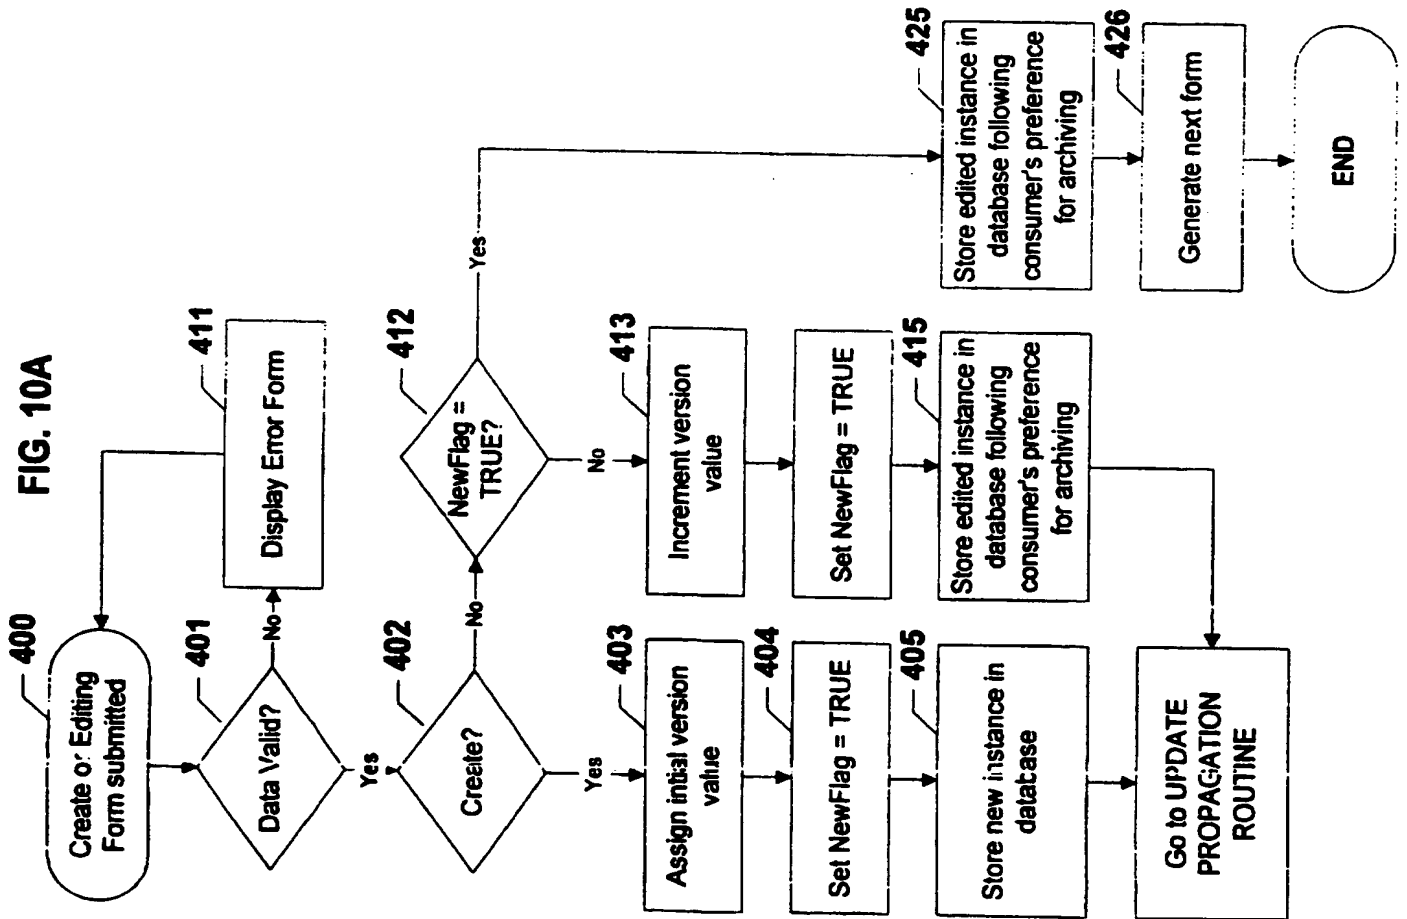 FIG. 10A
400
Create or Editing
Form submitted
401
Data Valid?
No
411
Display Error Form
Yes
402
Create?
No
412
NewFlag =
TRUE?
Yes
Yes
403
Assign initial version
value
404
Set NewFlag = TRUE
405
Store new instance in
database
Go to UPDATE
PROPAGATION
ROUTINE
No
413
Increment version
value
Set NewFlag = TRUE
415
Store edited instance in
database following
consumer's preference
for archiving
425
Store edited instance in
database following
consumer's preference
for archiving
426
Generate next form
END